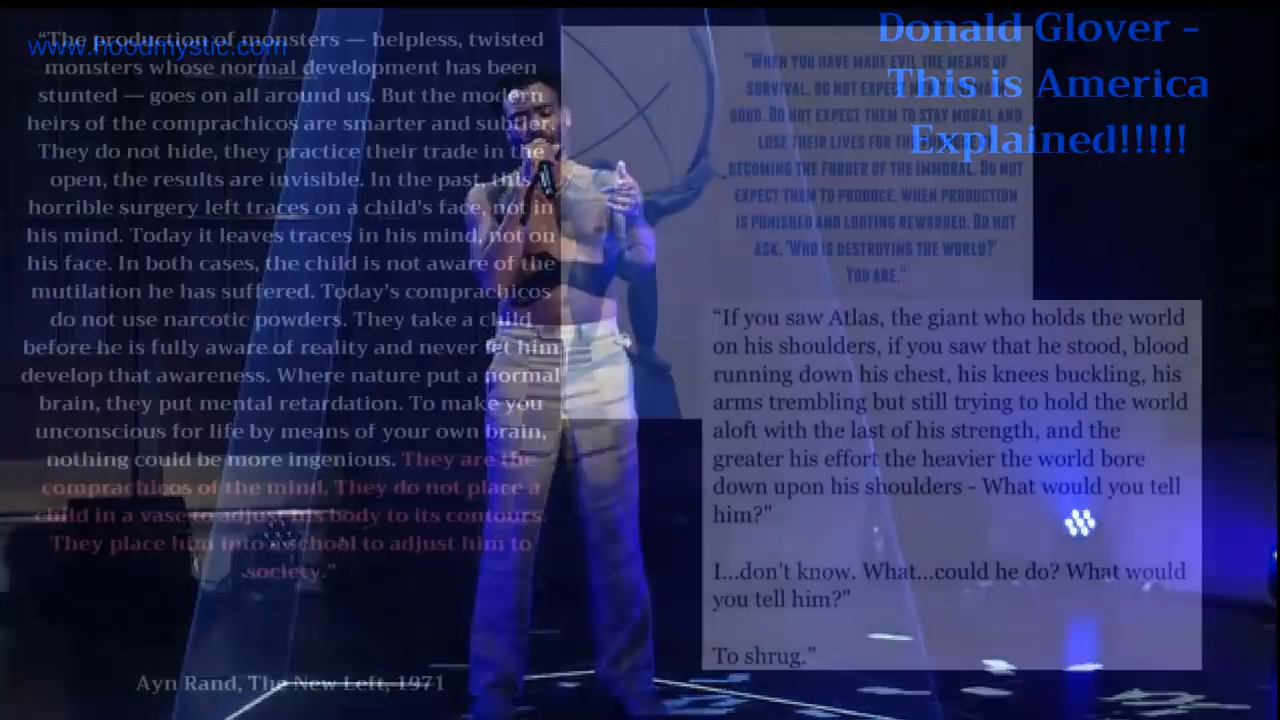 www.hoodmystic.com
"The production of monsters — helpless, twisted
monsters whose normal development has been
stunted — goes on all around us. But the modern
heirs of the comprachicos are smarter and subtler.
They do not hide, they practice their trade in the
open, the results are invisible. In the past, this
horrible surgery left traces on a child's face, not in
his mind. Today it leaves traces in his mind, not on
his face. In both cases, the child is not aware of the
mutilation he has suffered. Today's comprachicos
do not use narcotic powders. They take a child
before he is fully aware of reality and never let him
develop that awareness. Where nature put a normal
brain, they put mental retardation. To make you
unconscious for life by means of your own brain,
nothing could be more ingenious. They are the
comprachicos of the mind. They do not place a
child in a vase to adjust his body to its contours.
They place him into a school to adjust him to
society."
Ayn Rand, The New Left, 1971
Donald Glover -
This is America
Explained!!!!!
"WHEN YOU HAVE MADE EVIL THE MEANS OF
SURVIVAL, DO NOT EXPECT MEN TO REMAIN
GOOD. DO NOT EXPECT THEM TO STAY MORAL AND
LOSE THEIR LIVES FOR THE PURPOSE OF
BECOMING THE FODDER OF THE IMMORAL. DO NOT
EXPECT THEM TO PRODUCE, WHEN PRODUCTION
IS PUNISHED AND LOOTING REWARDED. DO NOT
ASK, 'WHO IS DESTROYING THE WORLD?'
YOU ARE."
"If you saw Atlas, the giant who holds the world
on his shoulders, if you saw that he stood, blood
running down his chest, his knees buckling, his
arms trembling but still trying to hold the world
aloft with the last of his strength, and the
greater his effort the heavier the world bore
down upon his shoulders - What would you tell
him?"
I...don't know. What...could he do? What would
you tell him?"
To shrug."